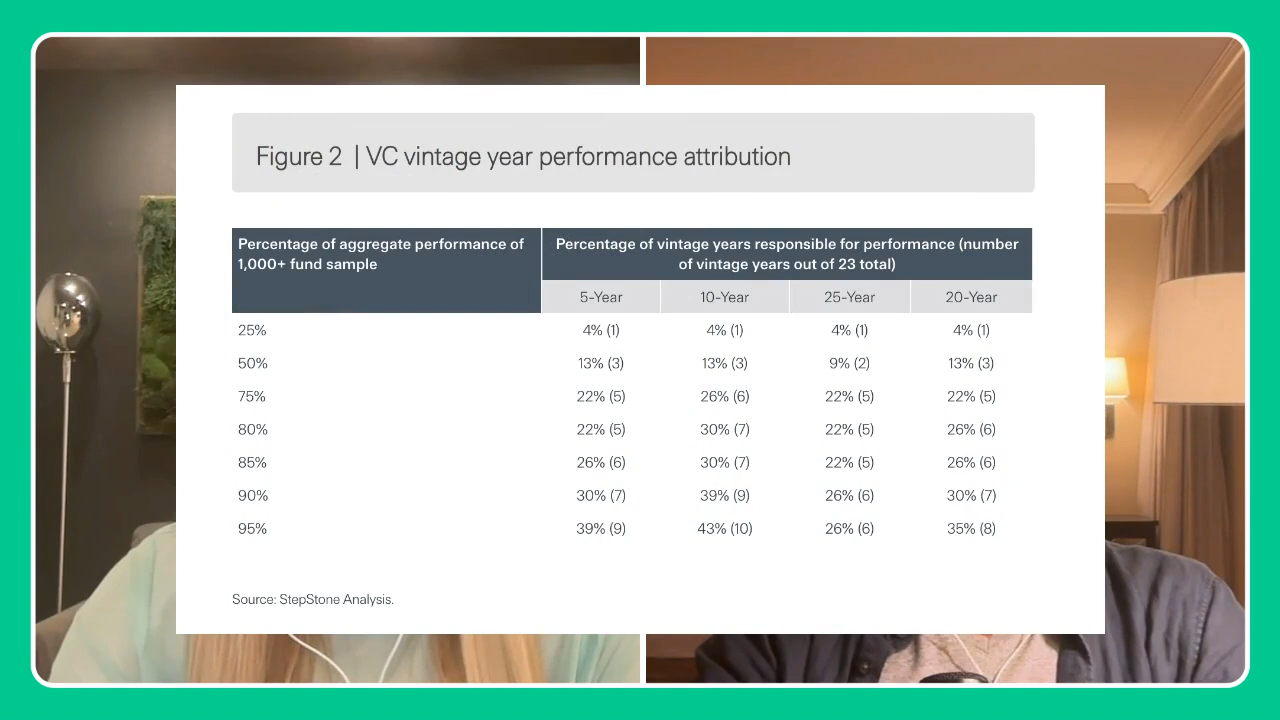 Figure 2 | VC vintage year performance attribution
Percentage of aggregate performance of
1,000+ fund sample
Percentage of vintage years responsible for performance (number
of vintage years out of 23 total)
5-Year 10-Year 25-Year 20-Year
25% 4% (1) 4% (1) 4% (1) 4% (1)
50% 13% (3) 13% (3) 9% (2) 13% (3)
75% 22% (5) 26% (6) 22% (5) 22% (5)
80% 22% (5) 30% (7) 22% (5) 26% (6)
85% 26% (6) 30% (7) 22% (5) 26% (6)
90% 30% (7) 39% (9) 26% (6) 30% (7)
95% 39% (9) 43% (10) 26% (6) 35% (8)
Source: StepStone Analysis.